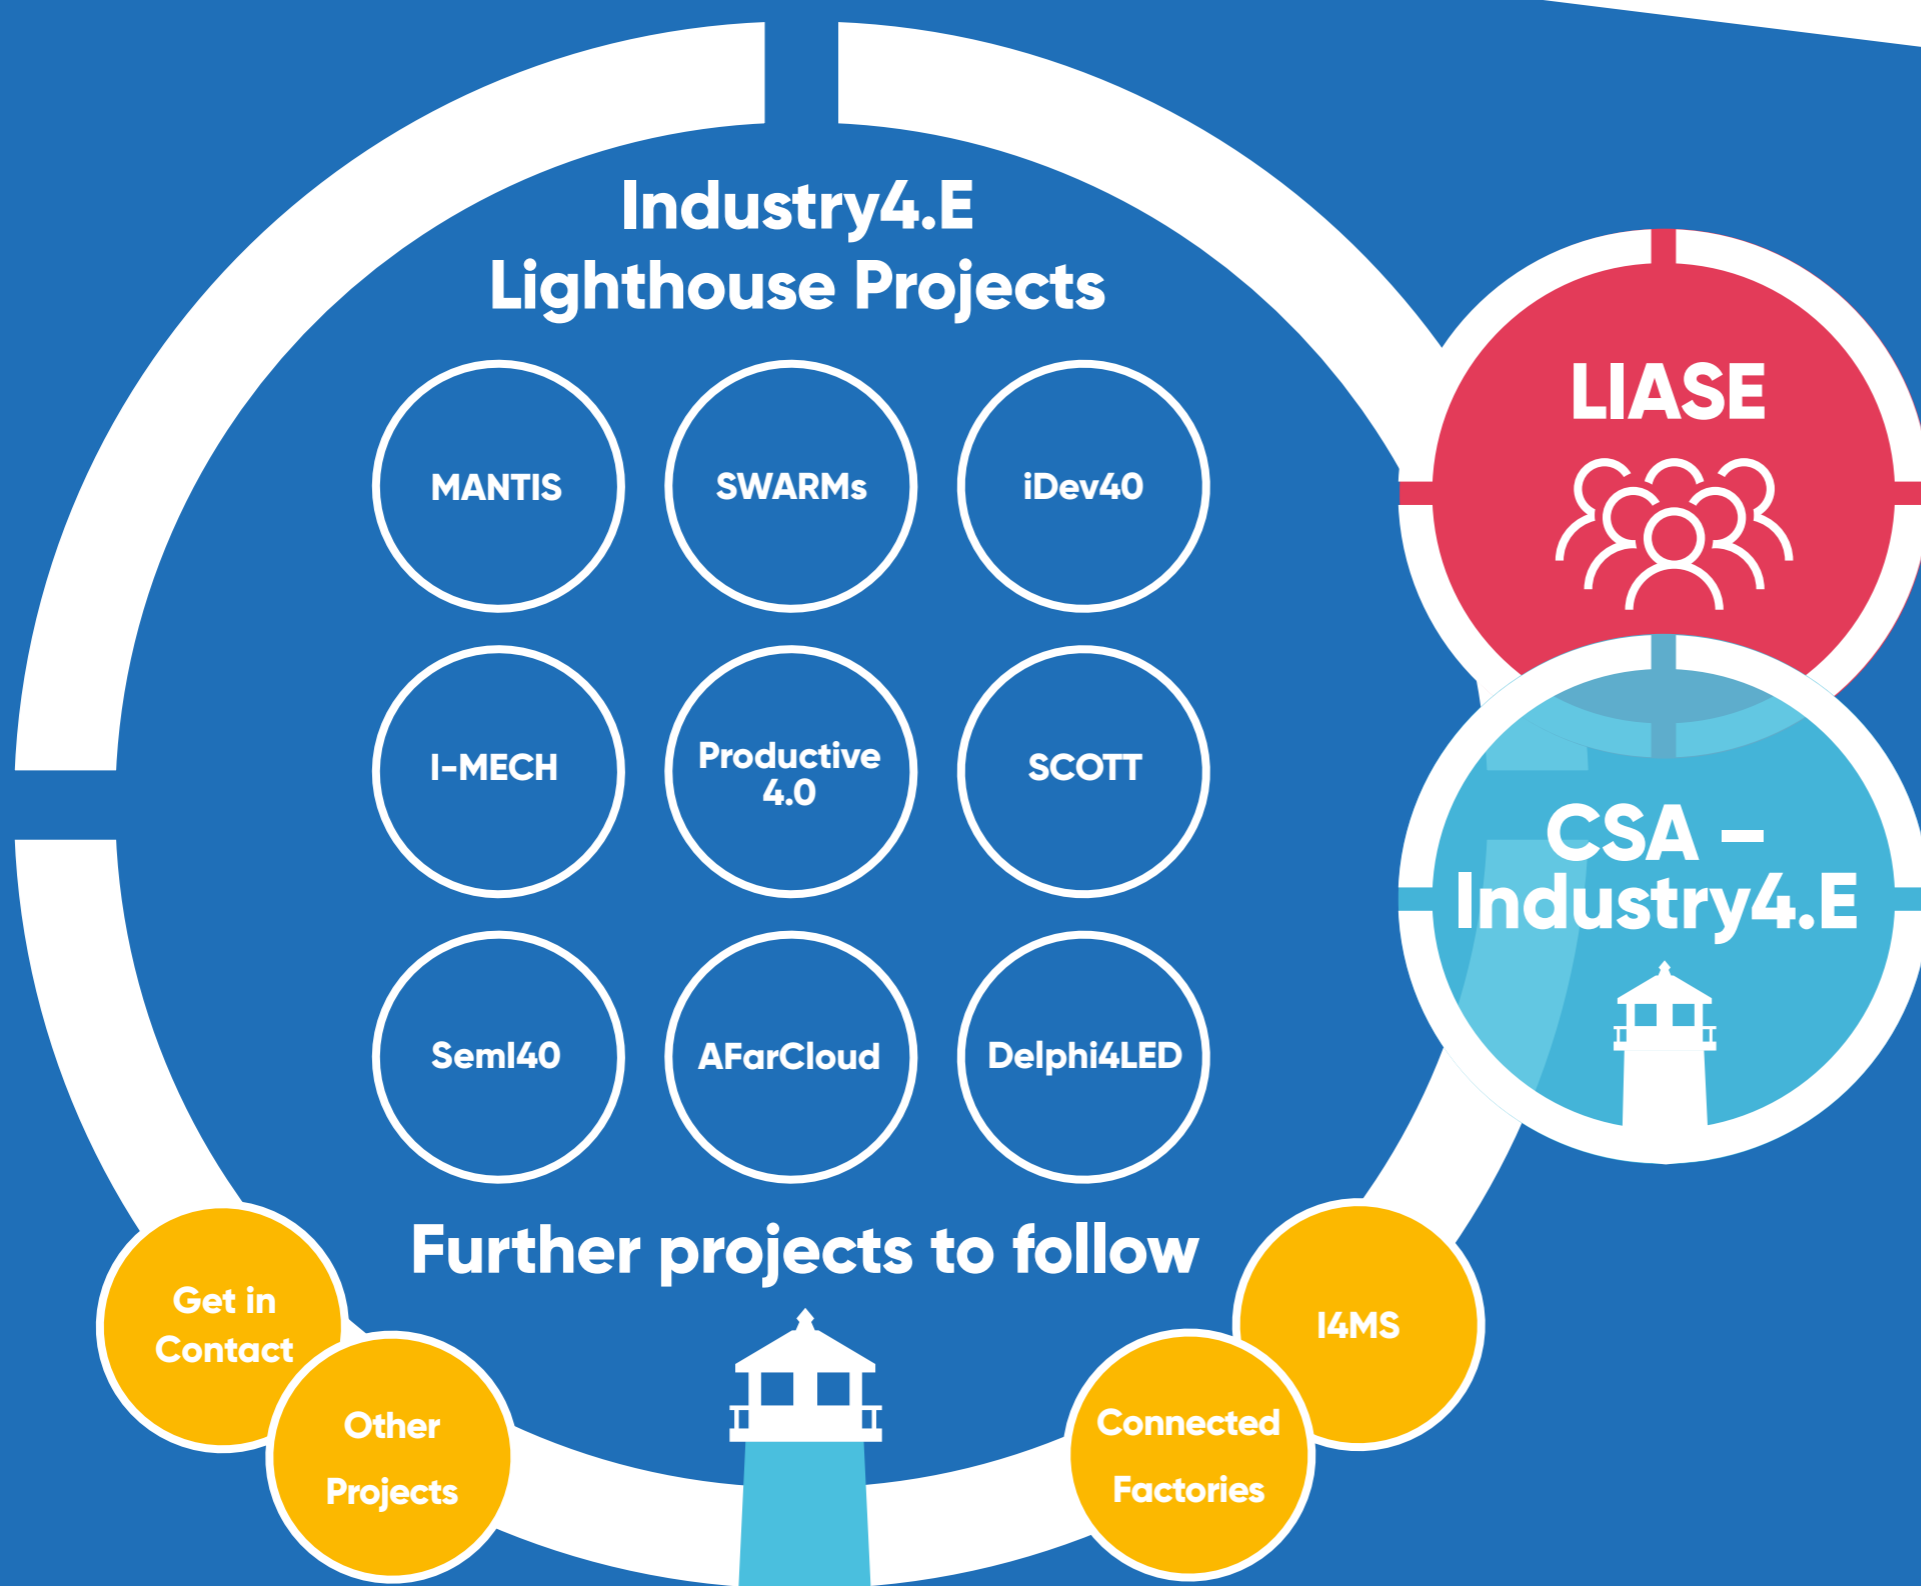 Industry4.E
Lighthouse Projects
LIASE
MANTIS
SWARMs
iDev40
I-MECH
Productive
4.0
SCOTT
CSA –
Industry4.E
SemI40
AFarCloud
Delphi4LED
Further projects to follow
Get in
Contact
Other
Projects
Connected
Factories
I4MS